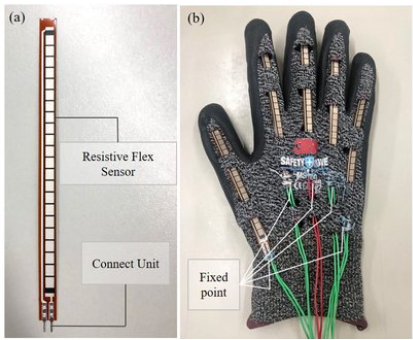 (a)
Resistive Flex
Sensor
Connect Unit
(b)
SAFETY
Fixed
point